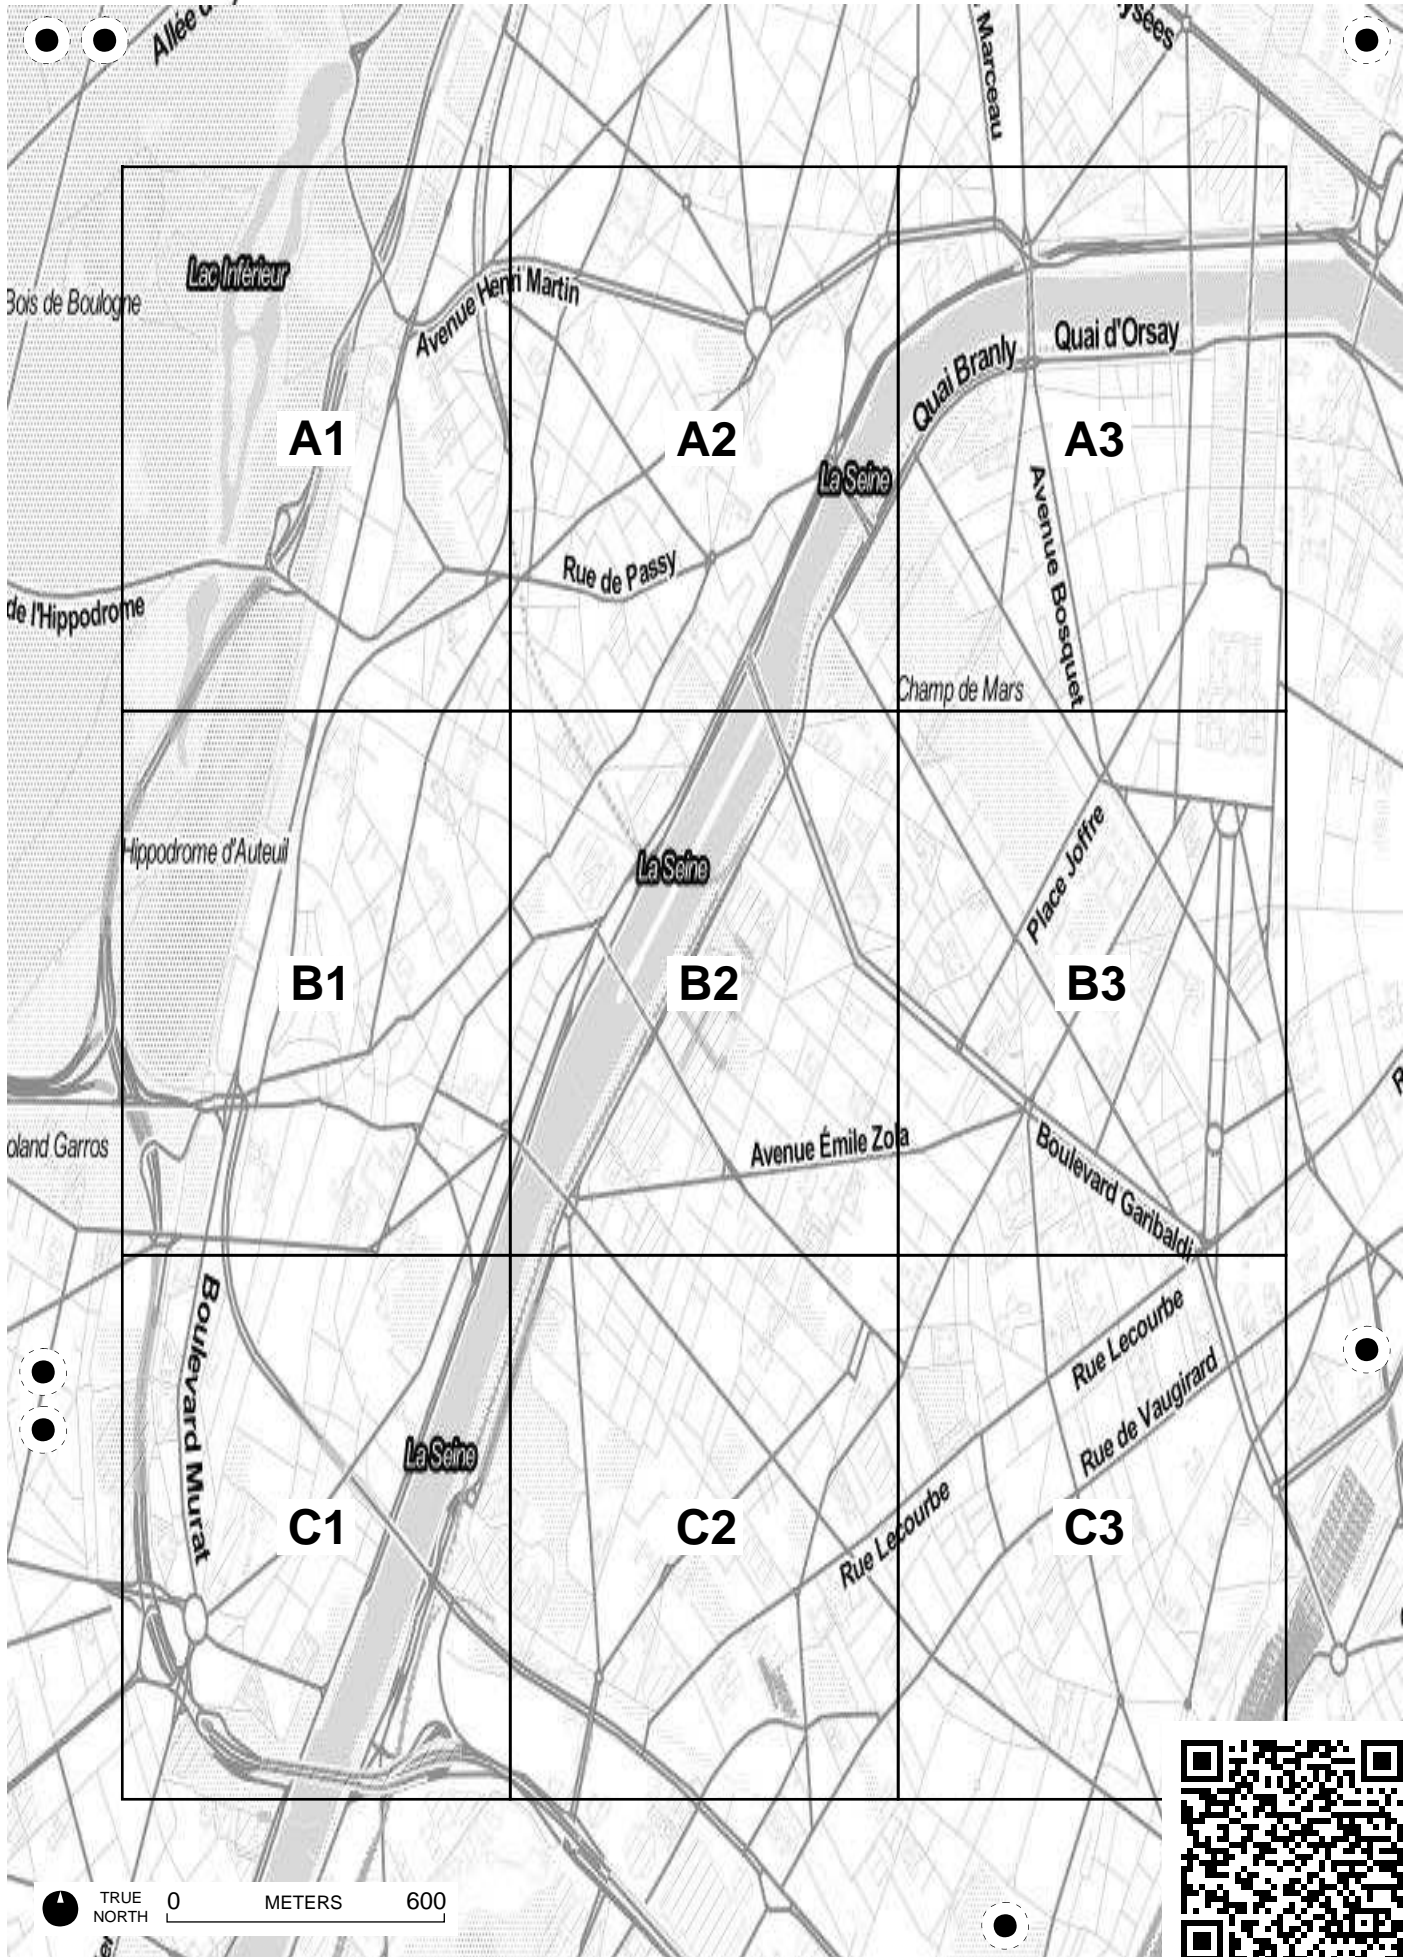 Allée
Marceau
ysées
Lac Inférieur
Bois de Boulogne
Avenue Henri Martin
Quai d'Orsay
Quai Branly
A1
A2
A3
La Seine
Avenue Bosquet
Rue de Passy
de l'Hippodrome
Champ de Mars
Hippodrome d'Auteuil
Place Joffre
La Seine
B1
B2
B3
oland Garros
Avenue Émile Zola
Boulevard Garibaldi
Boulevard Murat
Rue Lecourbe
Rue de Vaugirard
La Seine
C1
C2
C3
Rue Lecourbe
TRUE
NORTH
0 METERS 600